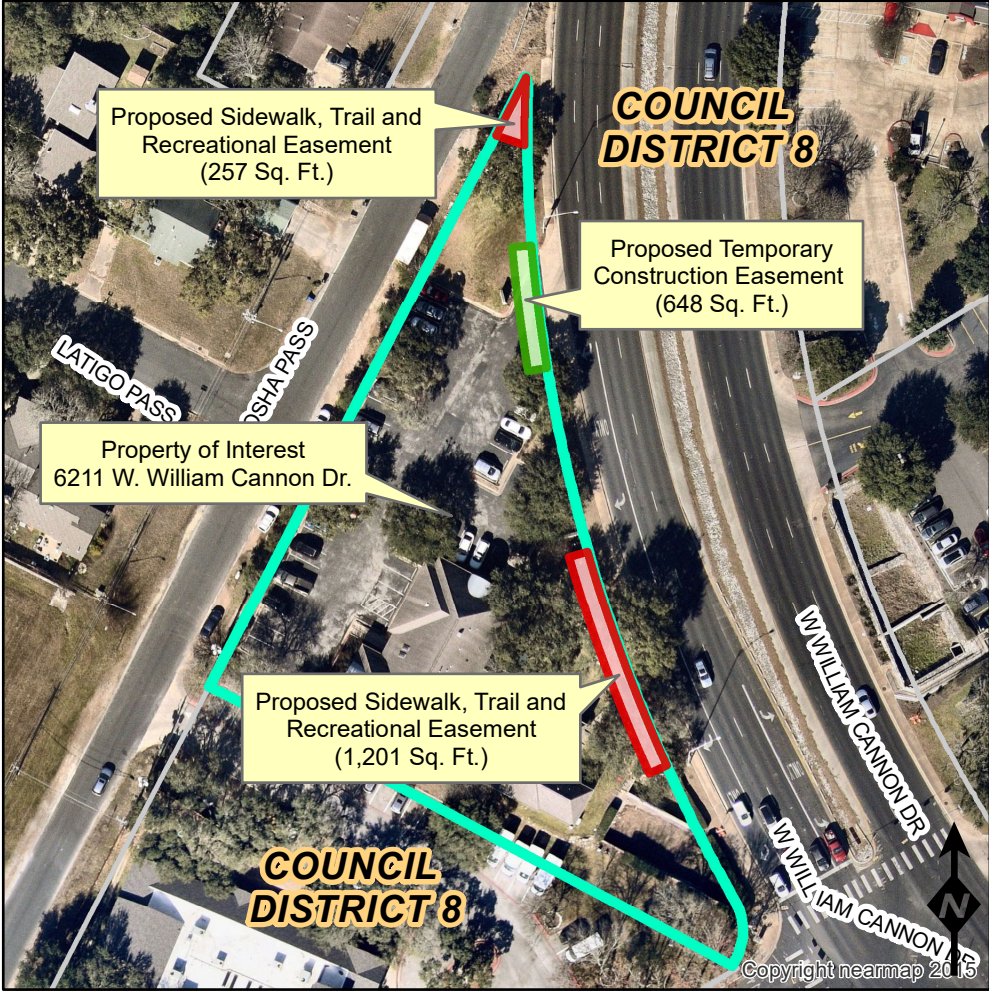 COUNCIL
DISTRICT 8
Proposed Sidewalk, Trail and
Recreational Easement
(257 Sq. Ft.)
Proposed Temporary
Construction Easement
(648 Sq. Ft.)
LATIGO PASS
OSHA PASS
Property of Interest
6211 W. William Cannon Dr.
Proposed Sidewalk, Trail and
Recreational Easement
(1,201 Sq. Ft.)
W WILLIAM CANNON DR
W WILLIAM CANNON DR
COUNCIL
DISTRICT 8
N
Copyright nearmap 2015